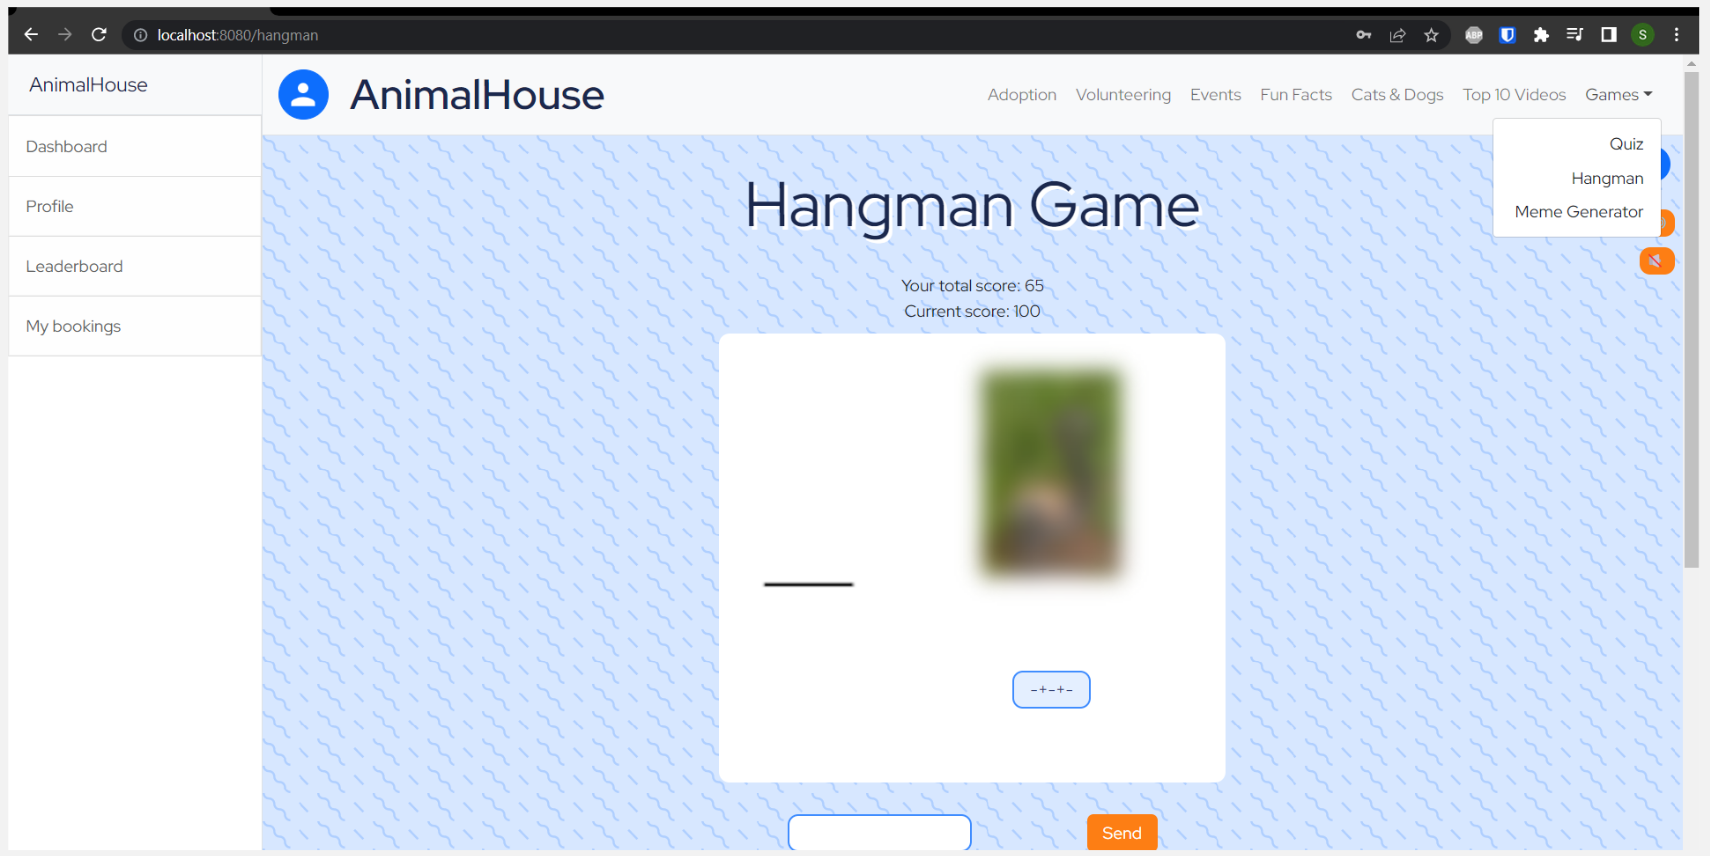 localhost:8080/hangman
ABP
S
AnimalHouse
Dashboard
Profile
Leaderboard
My bookings
AnimalHouse
Adoption Volunteering Events Fun Facts Cats & Dogs Top 10 Videos Games
Quiz
Hangman
Meme Generator
Hangman Game
Your total score: 65
Current score: 100
-+-+-
Send